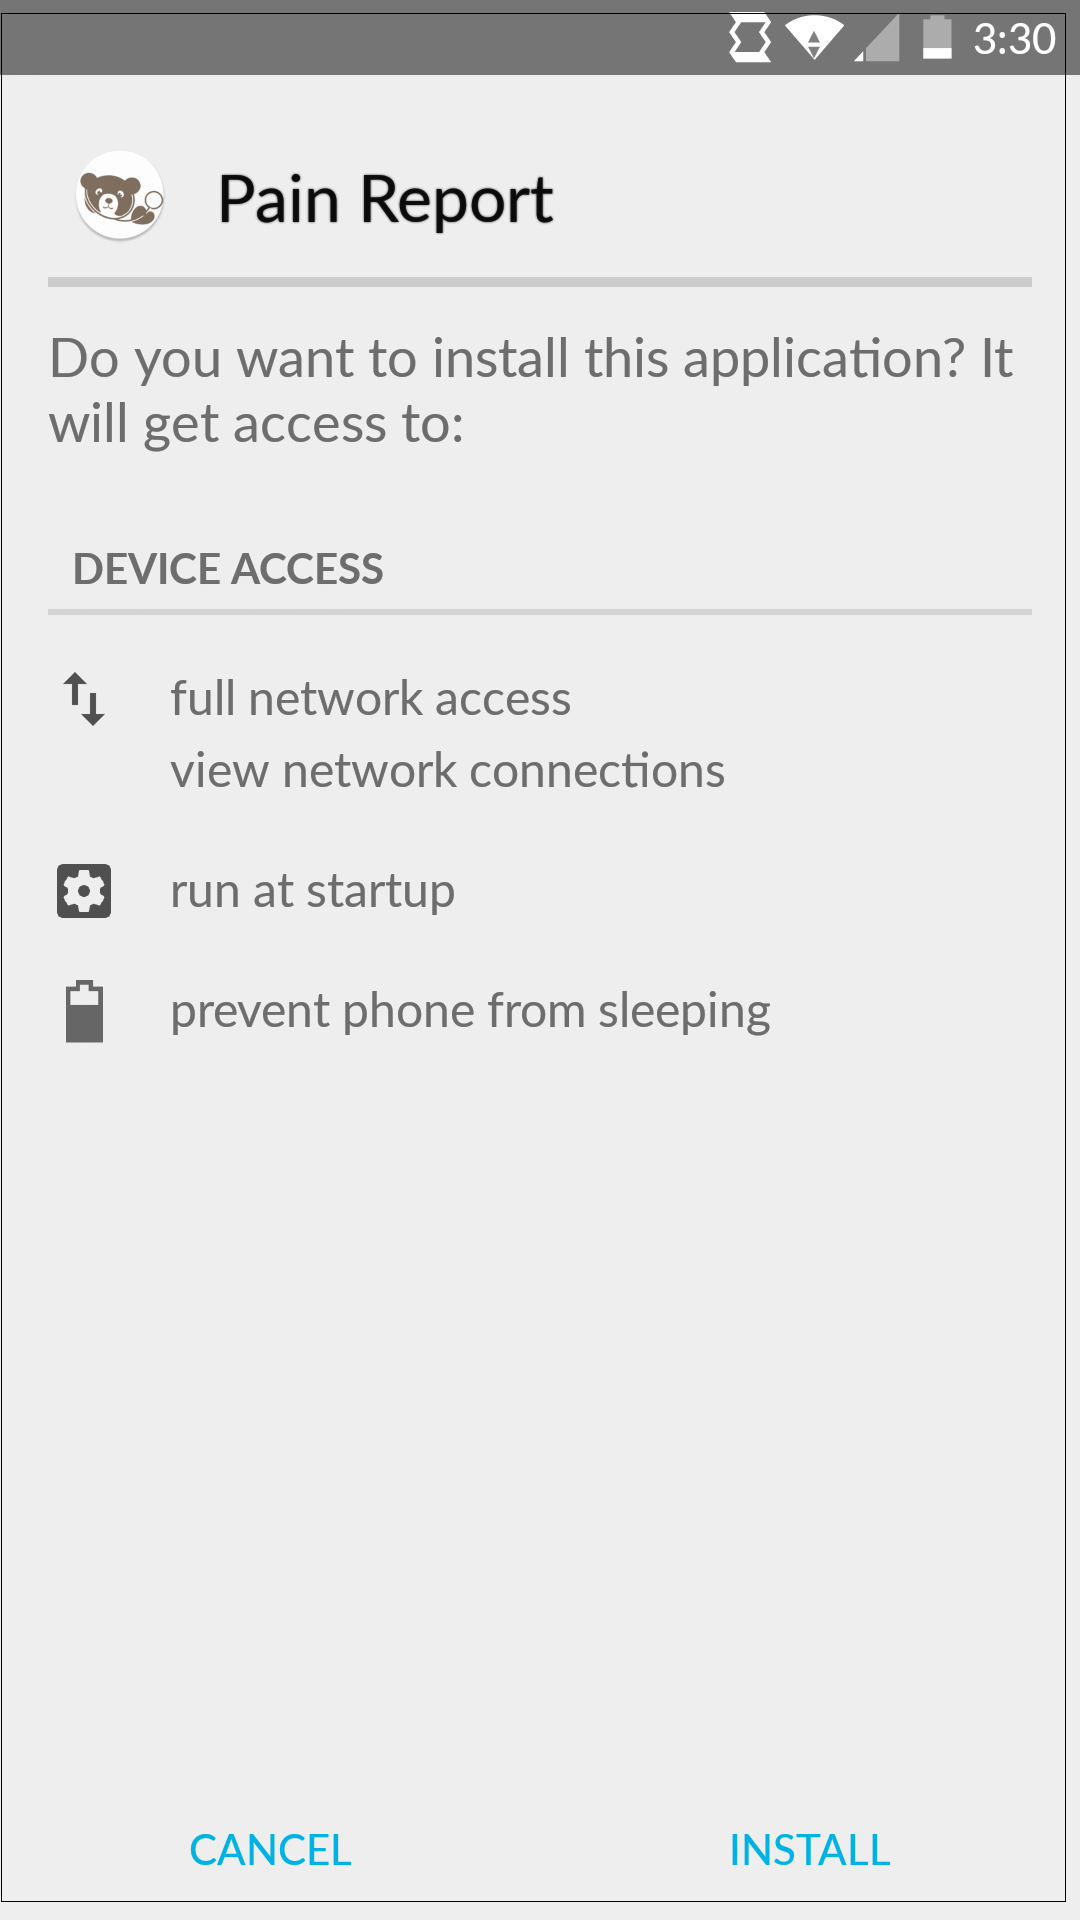 3:30
Pain Report
Do you want to install this application? It
will get access to:
DEVICE ACCESS
full network access
view network connections
run at startup
prevent phone from sleeping
CANCEL
INSTALL